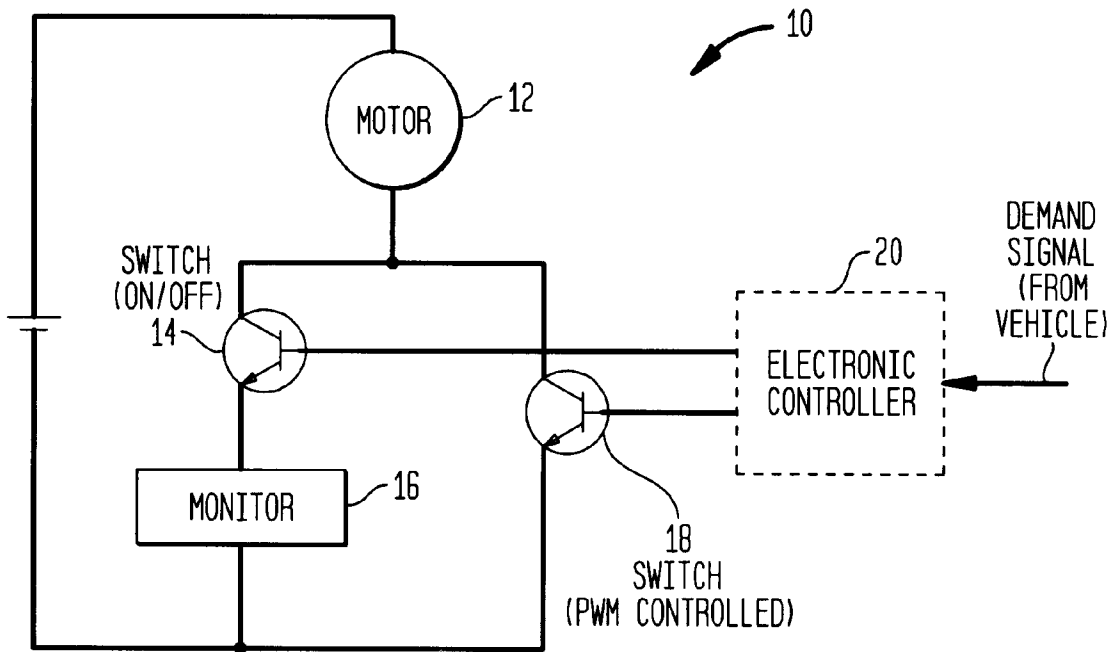 10
MOTOR
12
SWITCH
(ON/OFF)
14
20
DEMAND
SIGNAL
(FROM
VEHICLE)
ELECTRONIC
CONTROLLER
MONITOR
16
18
SWITCH
(PWM CONTROLLED)